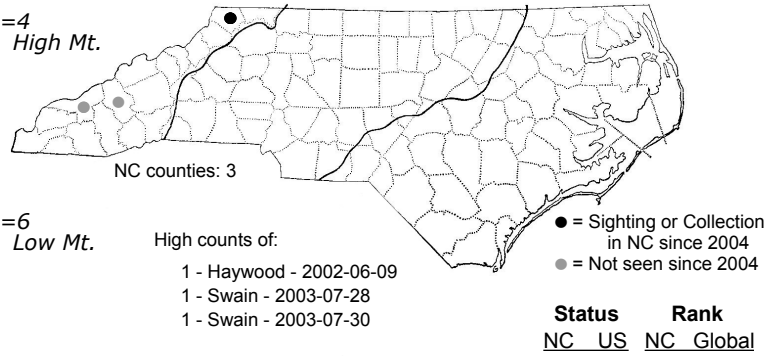 =4
High Mt.
NC counties: 3
=6
Low Mt.
High counts of:
1 - Haywood - 2002-06-09
1 - Swain - 2003-07-28
1 - Swain - 2003-07-30
● = Sighting or Collection
in NC since 2004
● = Not seen since 2004
Status Rank
NC US NC Global